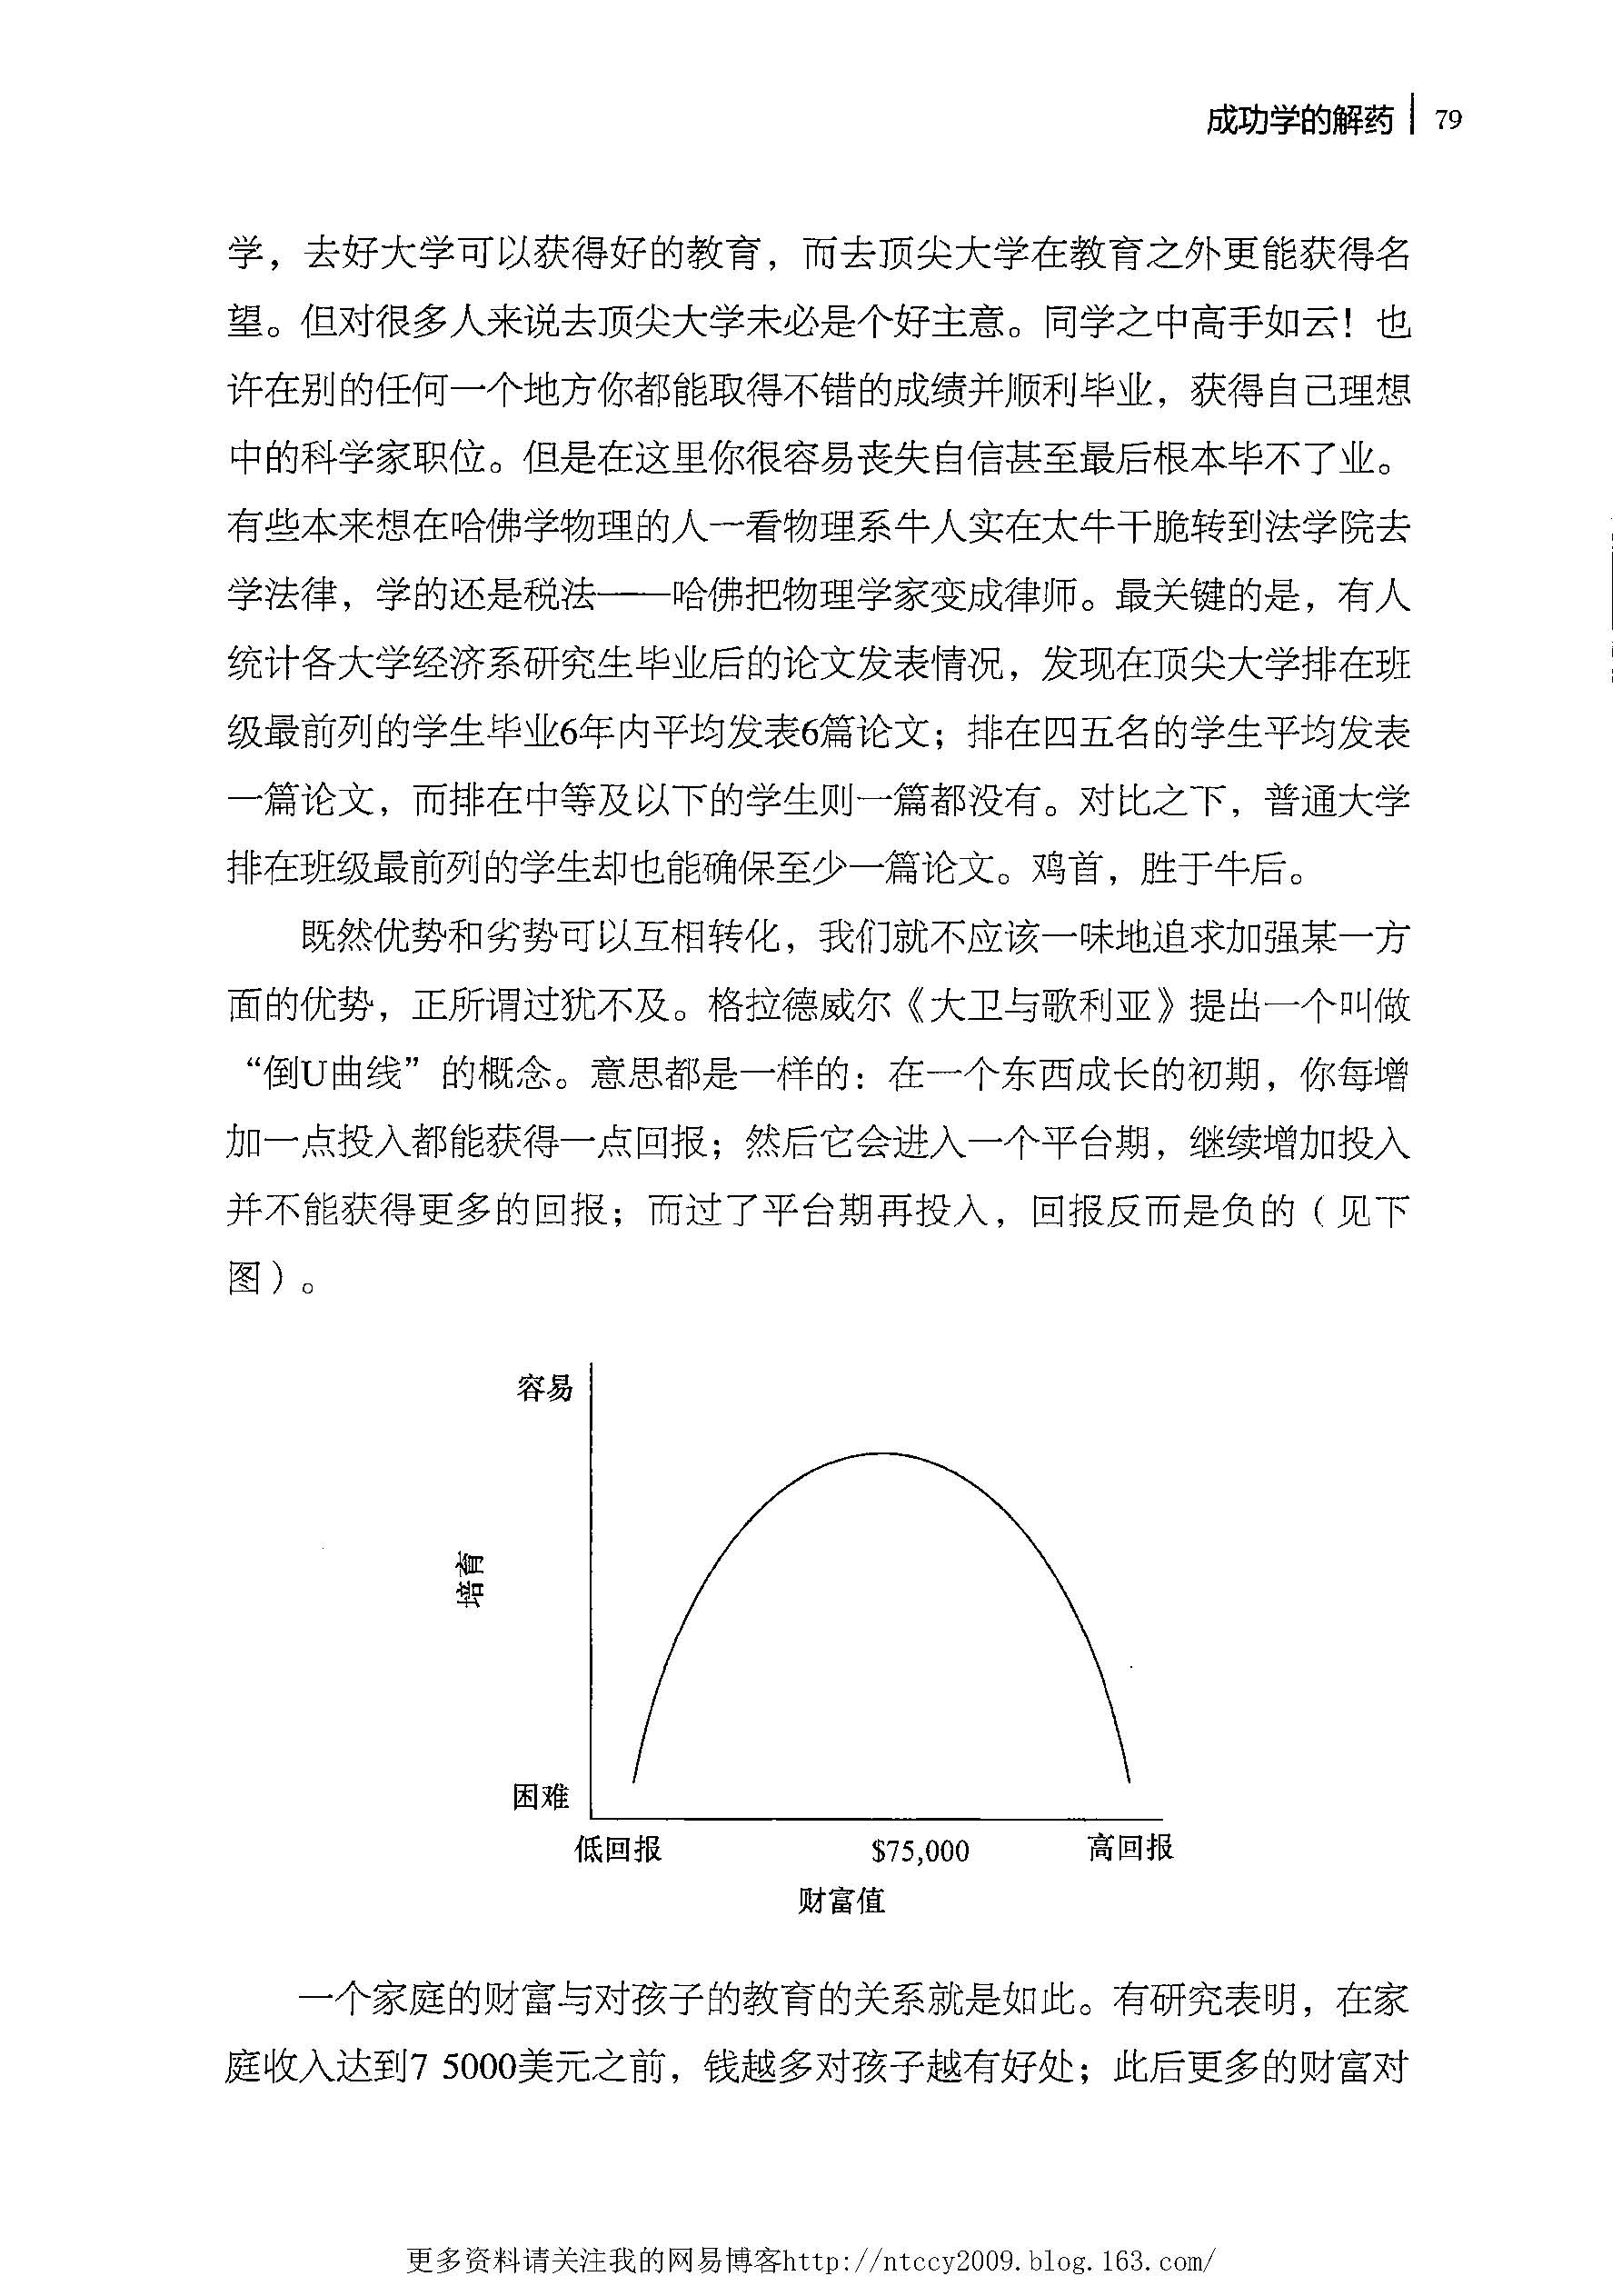 成功学的解药 79
学，去好大学可以获得好的教育，而去顶尖大学在教育之外更能获得名
望。但对很多人来说去顶尖大学未必是个好主意。同学之中高手如云！也
许在别的任何一个地方你都能取得不错的成绩并顺利毕业，获得自己理想
中的科学家职位。但是在这里你很容易丧失自信甚至最后根本毕不了业。
有些本来想在哈佛学物理的人一看物理系牛人实在太牛干脆转到法学院去
学法律，学的还是税法——哈佛把物理学家变成律师。最关键的是，有人
统计各大学经济系研究生毕业后的论文发表情况，发现在顶尖大学排在班
级最前列的学生毕业6年内平均发表6篇论文；排在四五名的学生平均发表
一篇论文，而排在中等及以下的学生则一篇都没有。对比之下，普通大学
排在班级最前列的学生却也能确保至少一篇论文。鸡首，胜于牛后。
既然优势和劣势可以互相转化，我们就不应该一味地追求加强某一方
面的优势，正所谓过犹不及。格拉德威尔《大卫与歌利亚》提出一个叫做
“倒U曲线”的概念。意思都是一样的：在一个东西成长的初期，你每增
加一点投入都能获得一点回报；然后它会进入一个平台期，继续增加投入
并不能获得更多的回报；而过了平台期再投入，回报反而是负的（见下
图）。
容易
培育
困难
低回报 $75,000 高回报
财富值
一个家庭的财富与对孩子的教育的关系就是如此。有研究表明，在家
庭收入达到7 5000美元之前，钱越多对孩子越有好处；此后更多的财富对
更多资料请关注我的网易博客http://ntccy2009.blog.163.com/